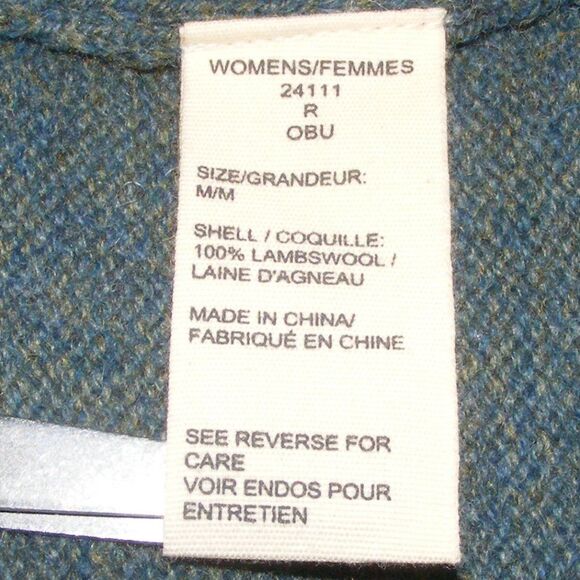 WOMENS/FEMMES
24111
R
OBU
SIZE/GRANDEUR:
M/M
SHELL / COQUILLE:
100% LAMBSWOOL /
LAINE D'AGNEAU
MADE IN CHINA/
FABRIQUÉ EN CHINE
SEE REVERSE FOR
CARE
VOIR ENDOS POUR
ENTRETIEN